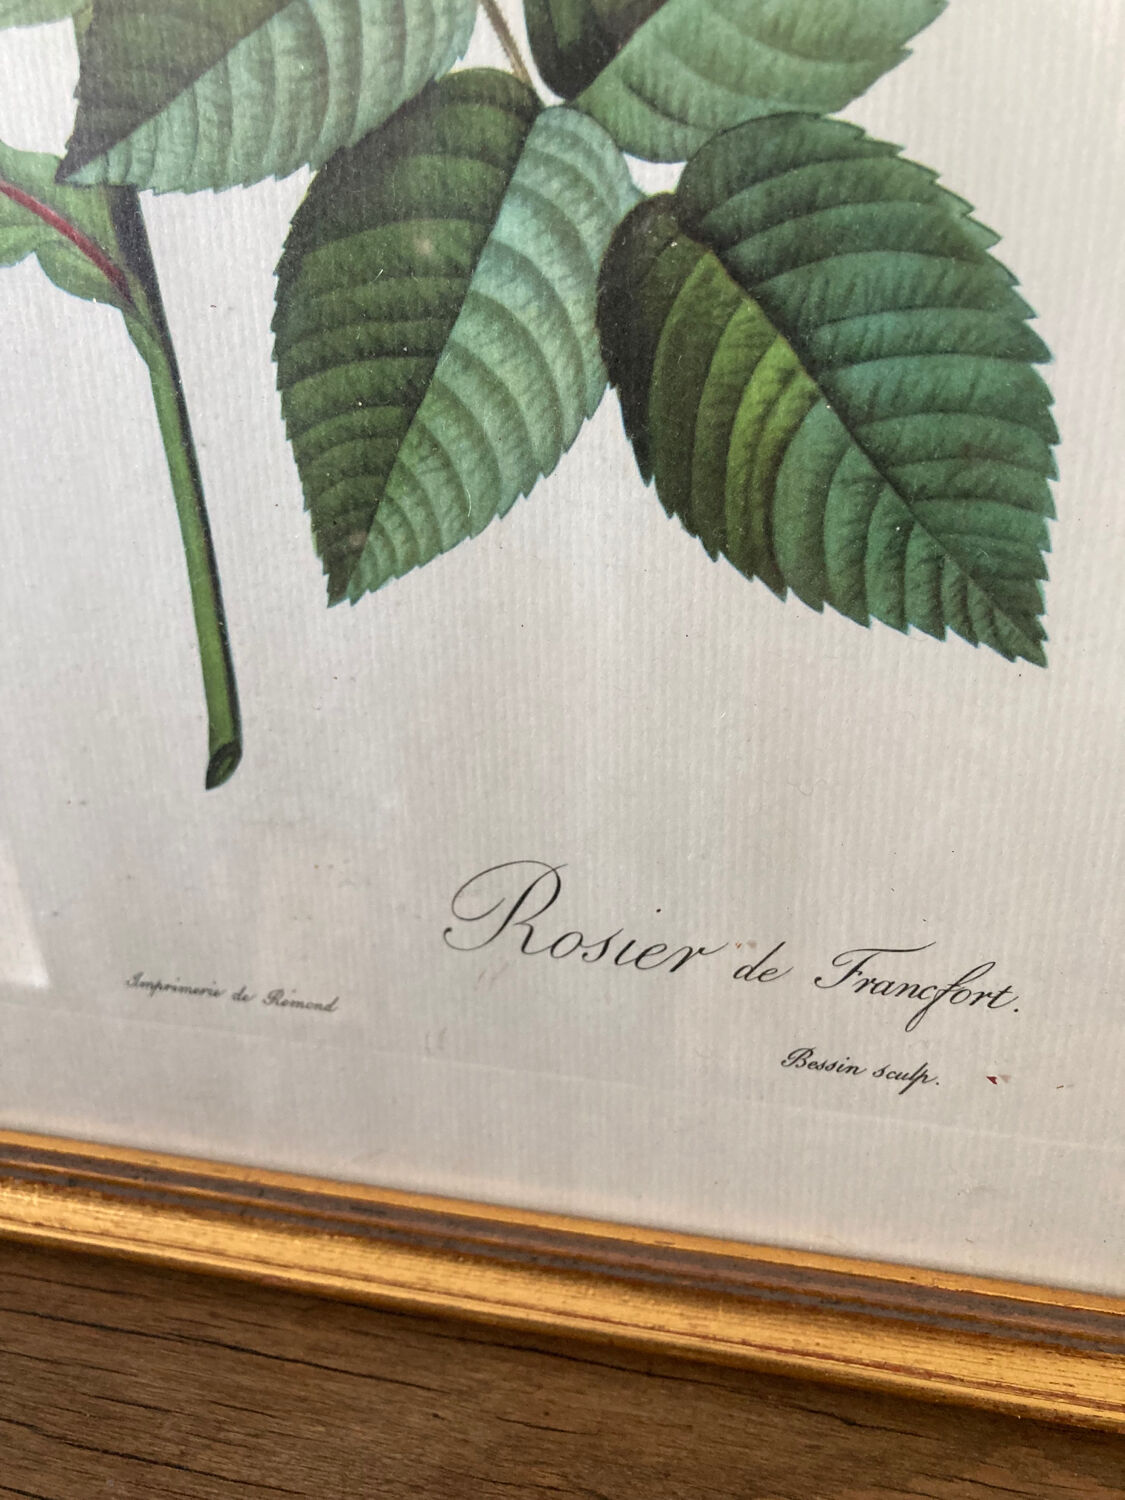 Rosier de Francfort.
Imprimerie de Rémond
Bessin sculp.